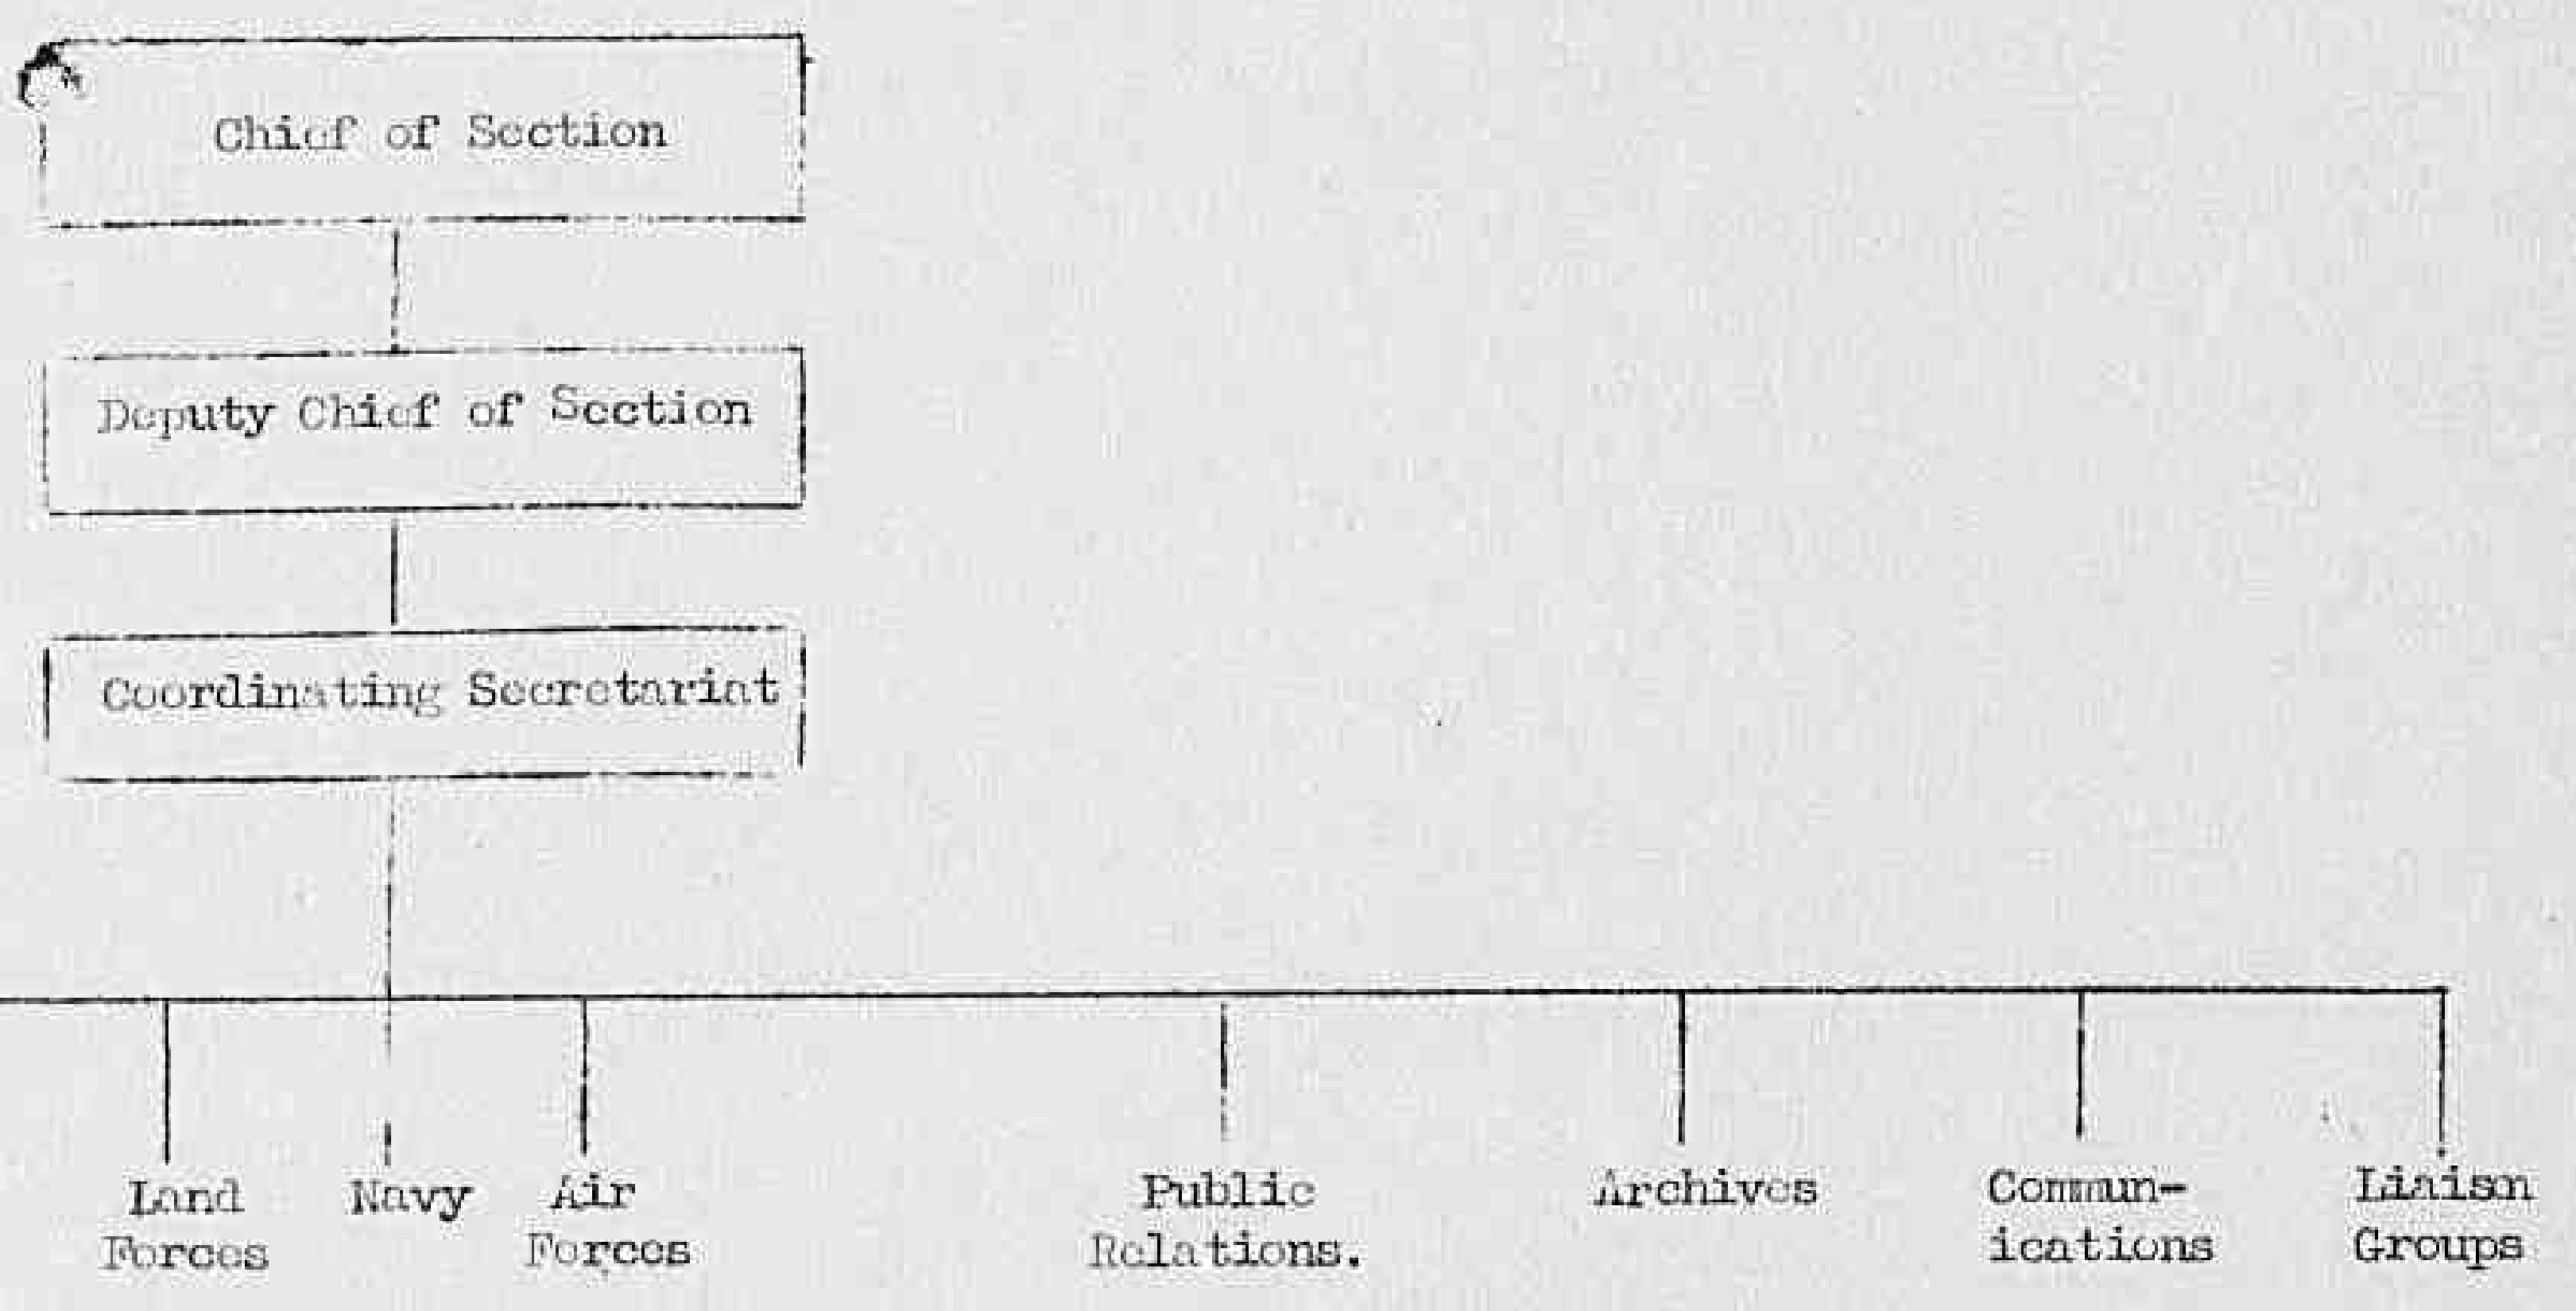 Chief of Section
Deputy Chief of Section
Coordinating Secretariat
Land Navy Air Public Archives Commun- Liaisn
Forces Forces Relations. ications Groups